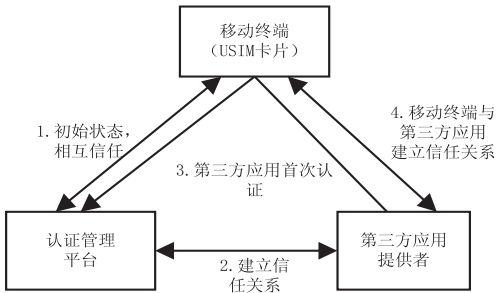 移动终端
（USIM卡片）
1.初始状态，
相互信任
4.移动终端与
第三方应用
建立信任关系
3.第三方应用首次认
证
认证管理
平台
2.建立信
任关系
第三方应用
提供者